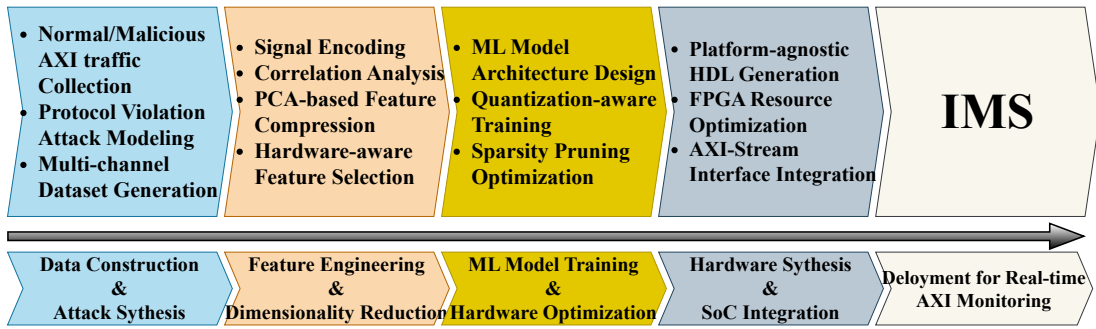 • Normal/Malicious
AXI traffic
Collection
• Protocol Violation
Attack Modeling
• Multi-channel
Dataset Generation
• Signal Encoding
• Correlation Analysis
• PCA-based Feature
Compression
• Hardware-aware
Feature Selection
• ML Model
Architecture Design
• Quantization-aware
Training
• Sparsity Pruning
Optimization
• Platform-agnostic
HDL Generation
• FPGA Resource
Optimization
• AXI-Stream
Interface Integration
IMS
Data Construction
&
Attack Sythesis
Feature Engineering
&
Dimensionality Reduction
ML Model Training
&
Hardware Optimization
Hardware Sythesis
&
SoC Integration
Deloyment for Real-time
AXI Monitoring